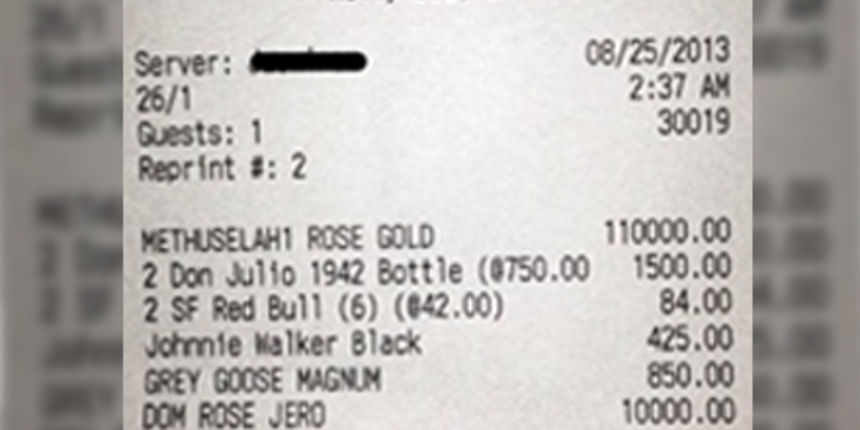 Server:
08/25/2013
26/1
2:37 AM
Guests: 1
30019
Reprint #: 2
METHUSELAH1 ROSE GOLD 110000.00
2 Don Julio 1942 Bottle (@750.00 1500.00
2 SF Red Bull (6) (@42.00) 84.00
Johnnie Walker Black 425.00
GREY GOOSE MAGNUM 850.00
DOM ROSE JERO 10000.00